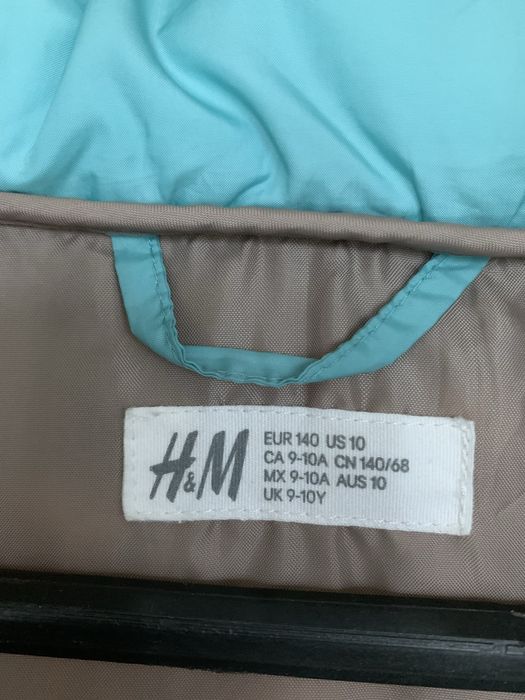 H&M
EUR 140 US 10
CA 9-10A CN 140/68
MX 9-10A AUS 10
UK 9-10Y